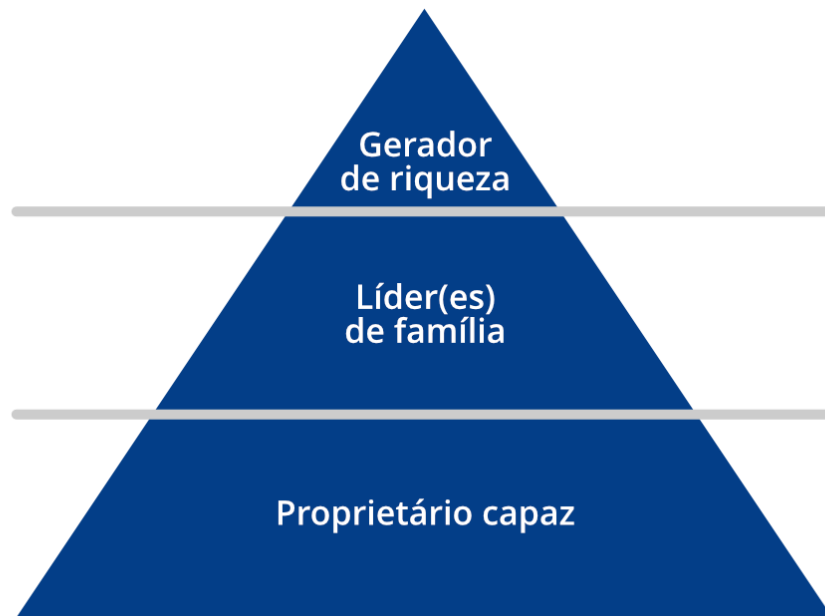 Gerador
de riqueza
Líder(es)
de família
Proprietário capaz